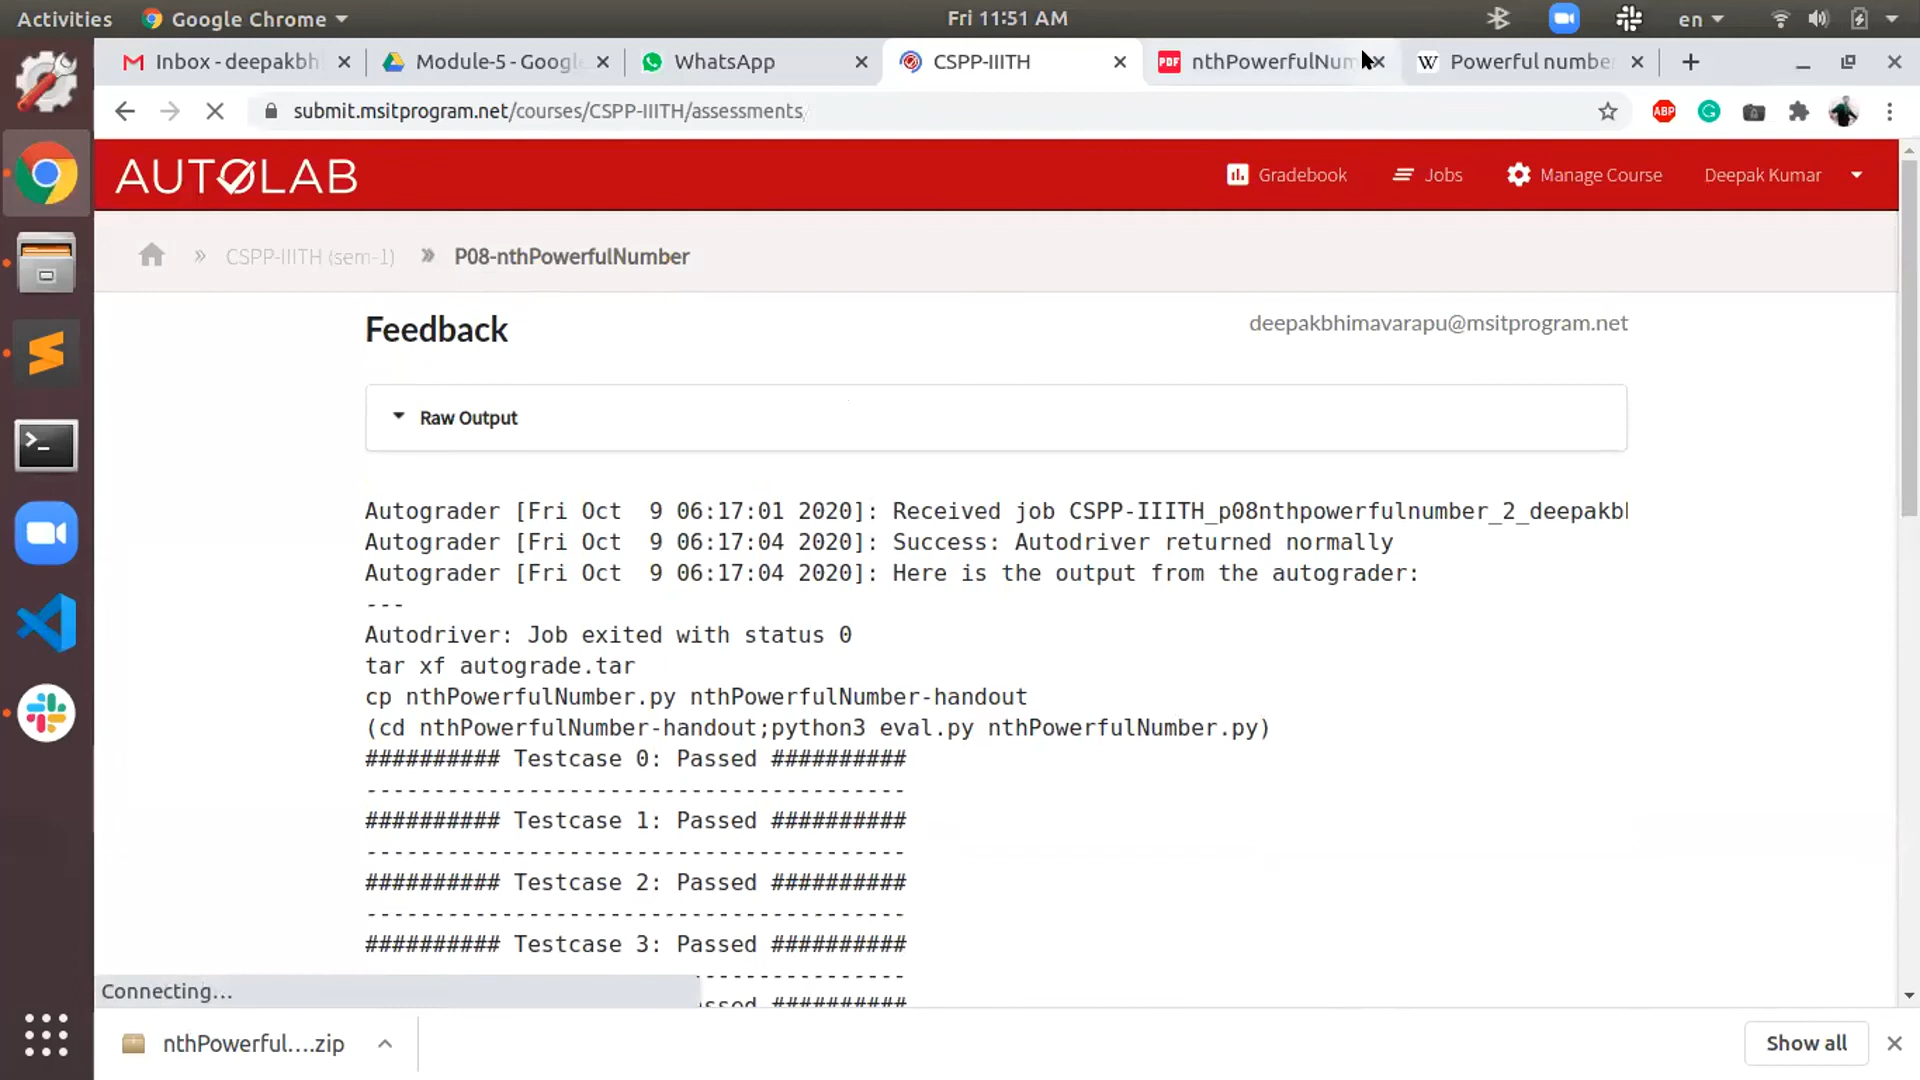 Activities Google Chrome Fri 11:51 AM en
Inbox - deepakbh Module-5 - Google WhatsApp CSPP-IIITH PDF nthPowerfulNum W Powerful numbe
submit.msitprogram.net/courses/CSPP-IIITH/assessments ABP
AUTOLAB Gradebook Jobs Manage Course Deepak Kumar
» CSPP-IIITH (sem-1) » P08-nthPowerfulNumber
Feedback deepakbhimavarapu@msitprogram.net
Raw Output
Autograder [Fri Oct  9 06:17:01 2020]: Received job CSPP-IIITH_p08nthpowerfulnumber_2_deepakb
Autograder [Fri Oct  9 06:17:04 2020]: Success: Autodriver returned normally
Autograder [Fri Oct  9 06:17:04 2020]: Here is the output from the autograder:
---
Autodriver: Job exited with status 0
tar xf autograde.tar
cp nthPowerfulNumber.py nthPowerfulNumber-handout
(cd nthPowerfulNumber-handout;python3 eval.py nthPowerfulNumber.py)
########## Testcase 0: Passed ##########
----------------------------------------
########## Testcase 1: Passed ##########
----------------------------------------
########## Testcase 2: Passed ##########
----------------------------------------
########## Testcase 3: Passed ##########
----------------
Connecting...
nthPowerful....zip Show all